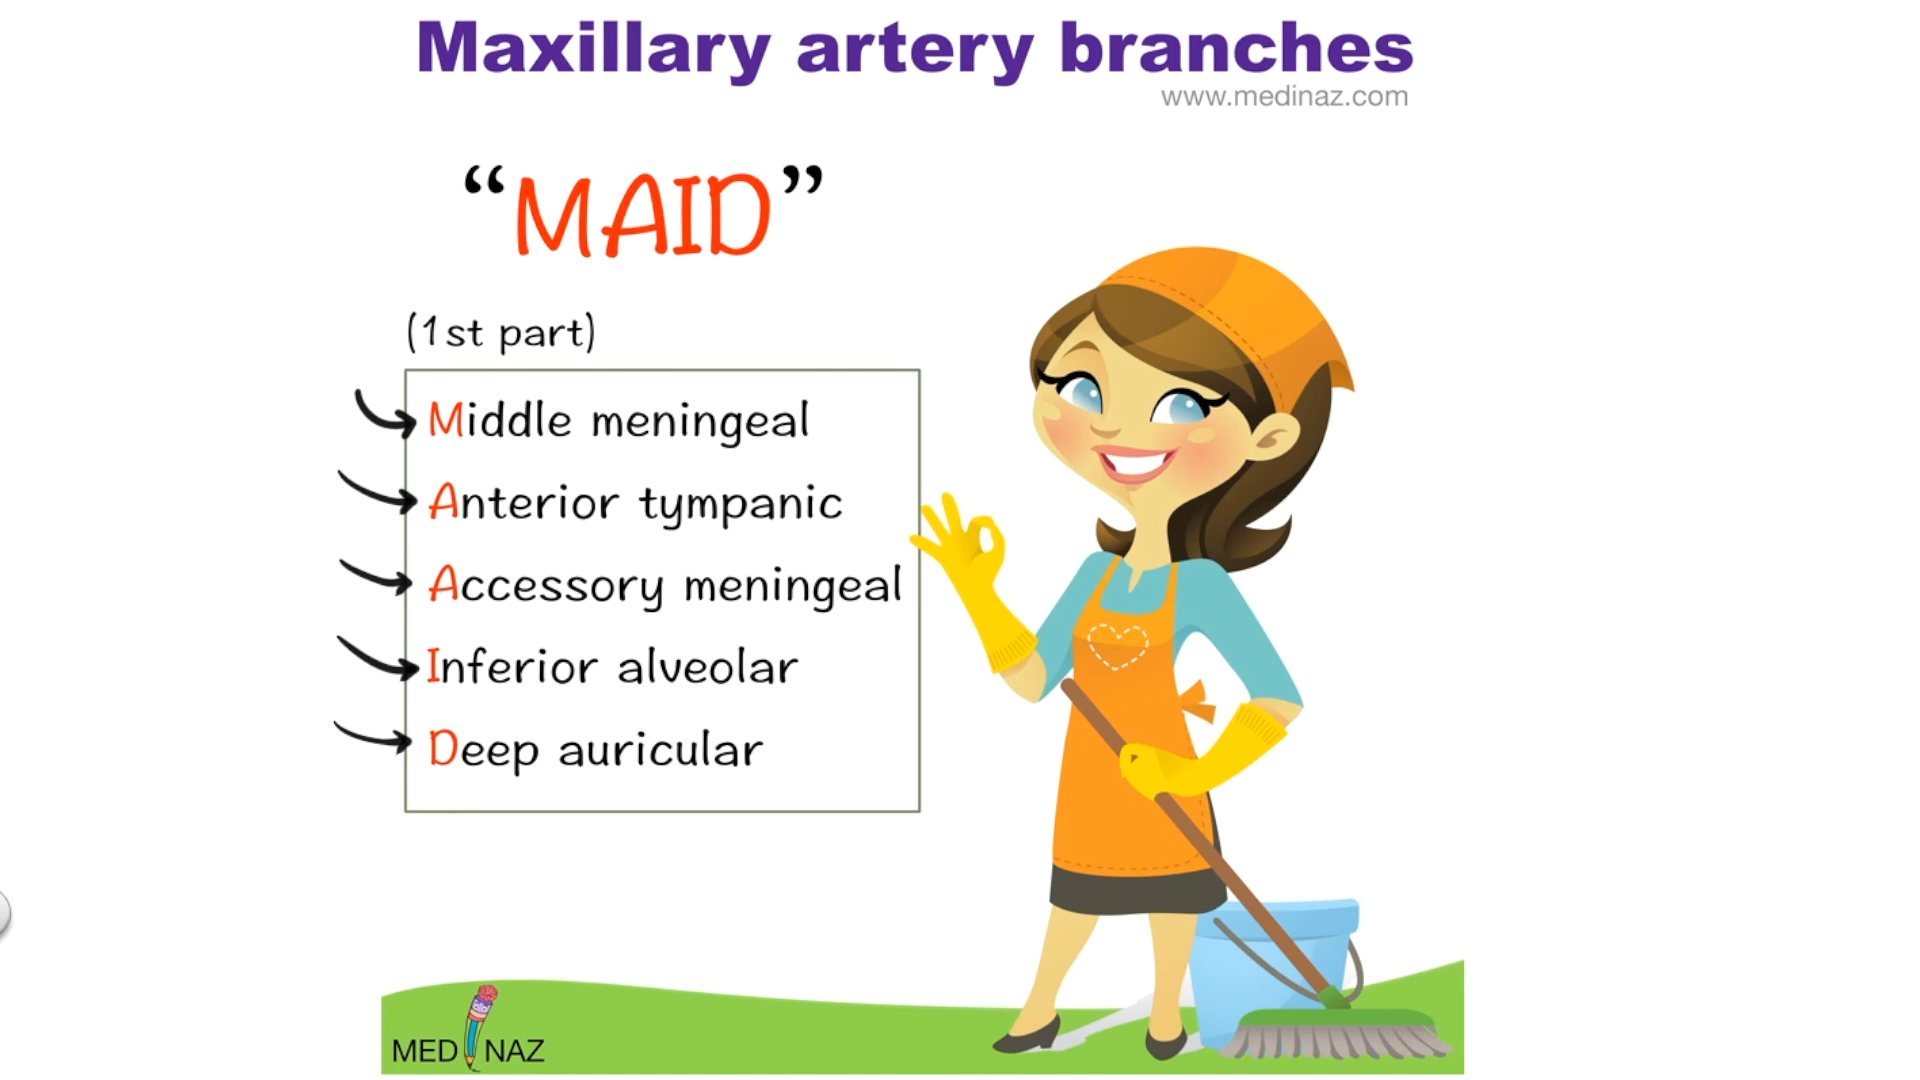 Maxillary artery branches
www.medinaz.com
“MAID”
(1st part)
Middle meningeal
Anterior tympanic
Accessory meningeal
Inferior alveolar
Deep auricular
MED NAZ